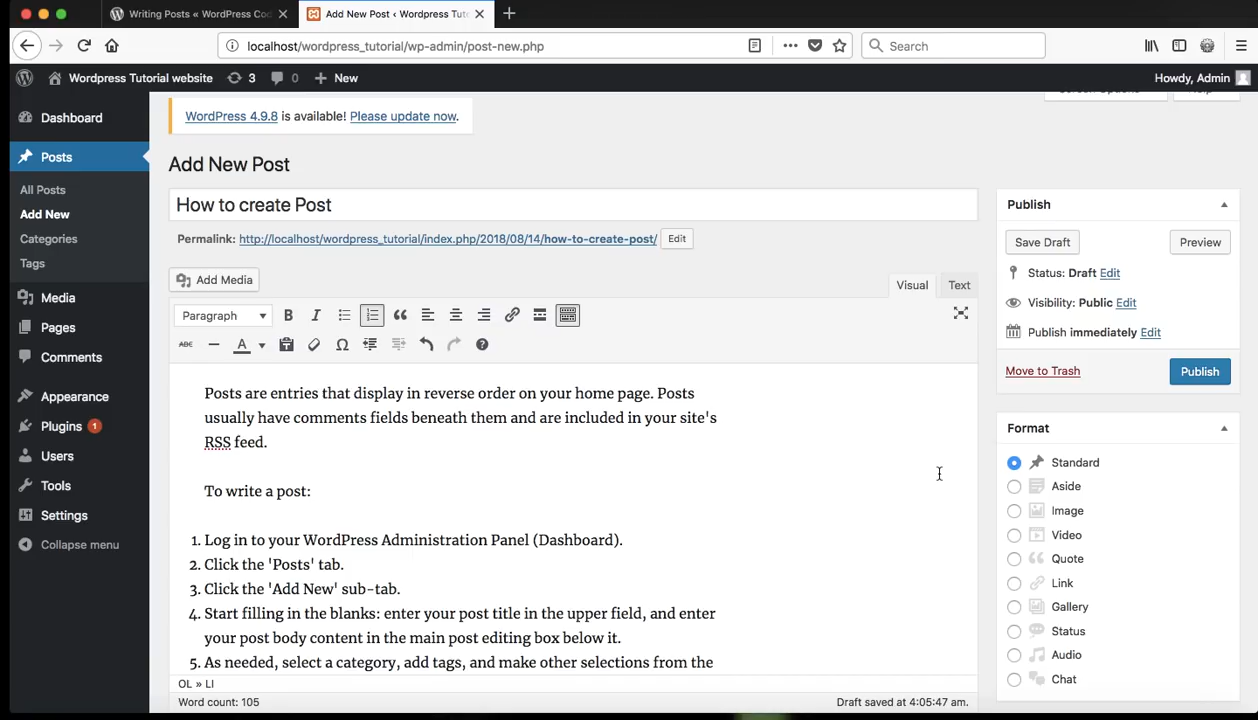 Writing Posts « WordPress Cod
Add New Post ‹ Wordpress Tuto
localhost/wordpress_tutorial/wp-admin/post-new.php
Search
Wordpress Tutorial website
3
0
New
Howdy, Admin
Dashboard
Posts
All Posts
Add New
Categories
Tags
Media
Pages
Comments
Appearance
Plugins 1
Users
Tools
Settings
Collapse menu
WordPress 4.9.8 is available! Please update now.
Add New Post
How to create Post
Permalink: http://localhost/wordpress_tutorial/index.php/2018/08/14/how-to-create-post/ Edit
Add Media
Visual
Text
Paragraph
B
I
ABC
A
Posts are entries that display in reverse order on your home page. Posts
usually have comments fields beneath them and are included in your site's
RSS feed.
To write a post:
1. Log in to your WordPress Administration Panel (Dashboard).
2. Click the 'Posts' tab.
3. Click the 'Add New' sub-tab.
4. Start filling in the blanks: enter your post title in the upper field, and enter
your post body content in the main post editing box below it.
5. As needed, select a category, add tags, and make other selections from the
OL » LI
Word count: 105
Draft saved at 4:05:47 am.
Publish
Save Draft
Preview
Status: Draft Edit
Visibility: Public Edit
Publish immediately Edit
Move to Trash
Publish
Format
Standard
Aside
Image
Video
Quote
Link
Gallery
Status
Audio
Chat